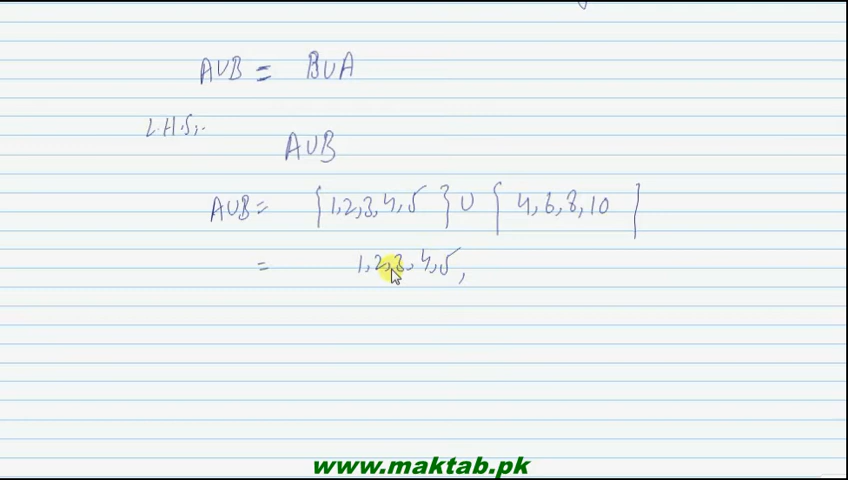 AUB = BUA
L.H.S:.
AUB
AUB = {1,2,3,4,5} U {4,6,8,10}
= 1,2,3,4,5,
www.maktab.pk